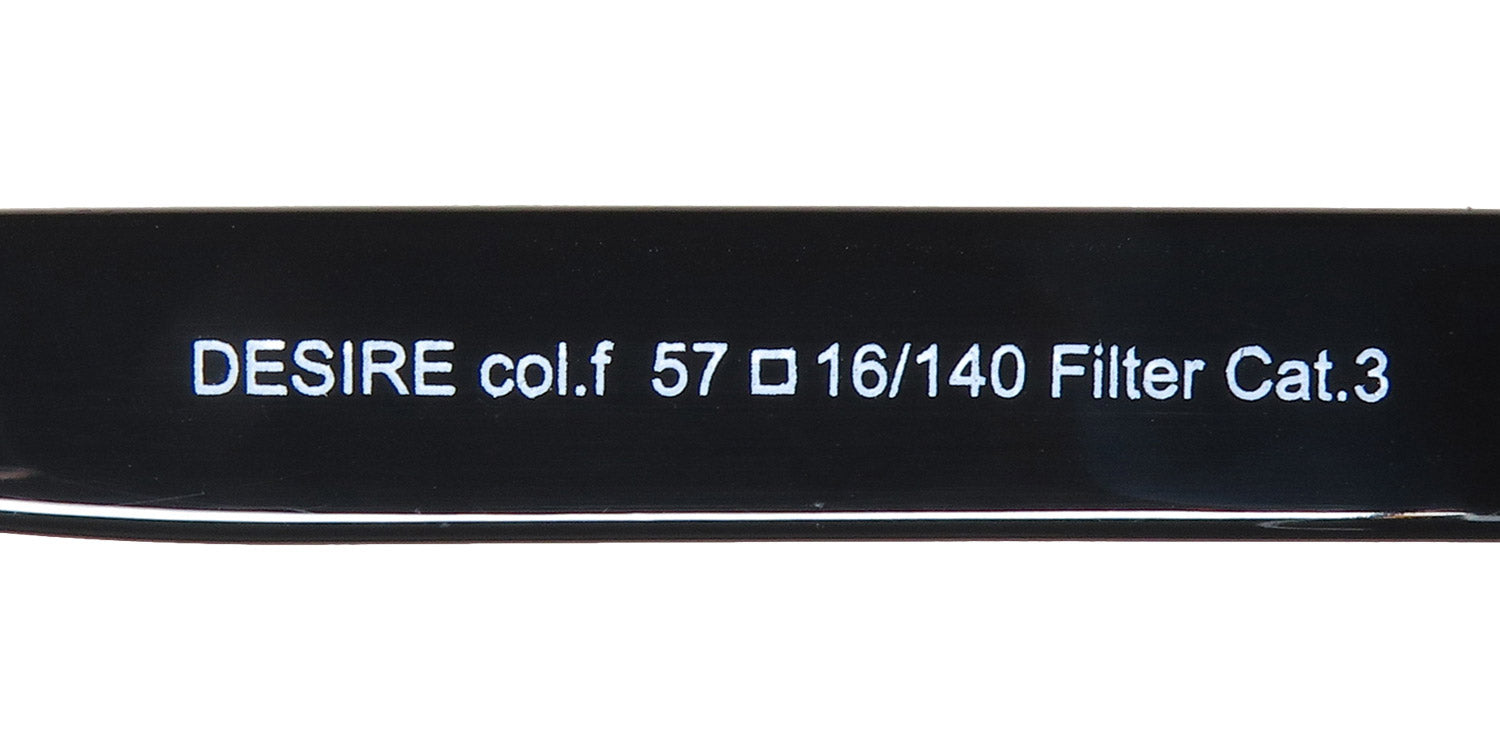 DESIRE col.f 57 □ 16/140 Filter Cat.3